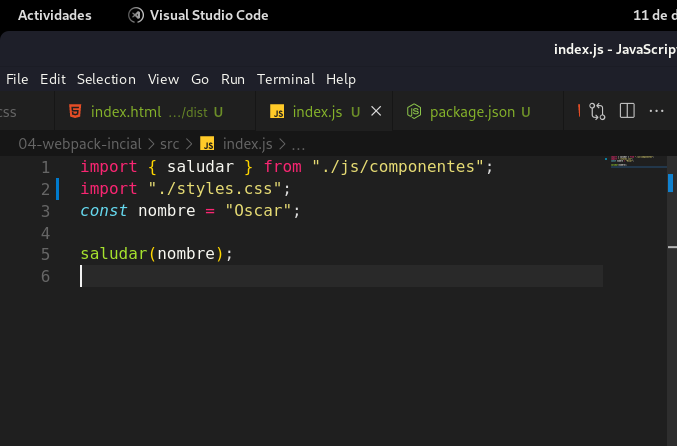 Actividades Visual Studio Code 11 de d
index.js - JavaScrip
File Edit Selection View Go Run Terminal Help
css index.html .../dist U index.js U package.json U
04-webpack-incial > src > index.js > ...
1 import { saludar } from "./js/componentes";
2 import "./styles.css";
3 const nombre = "Oscar";
4
5 saludar(nombre);
6